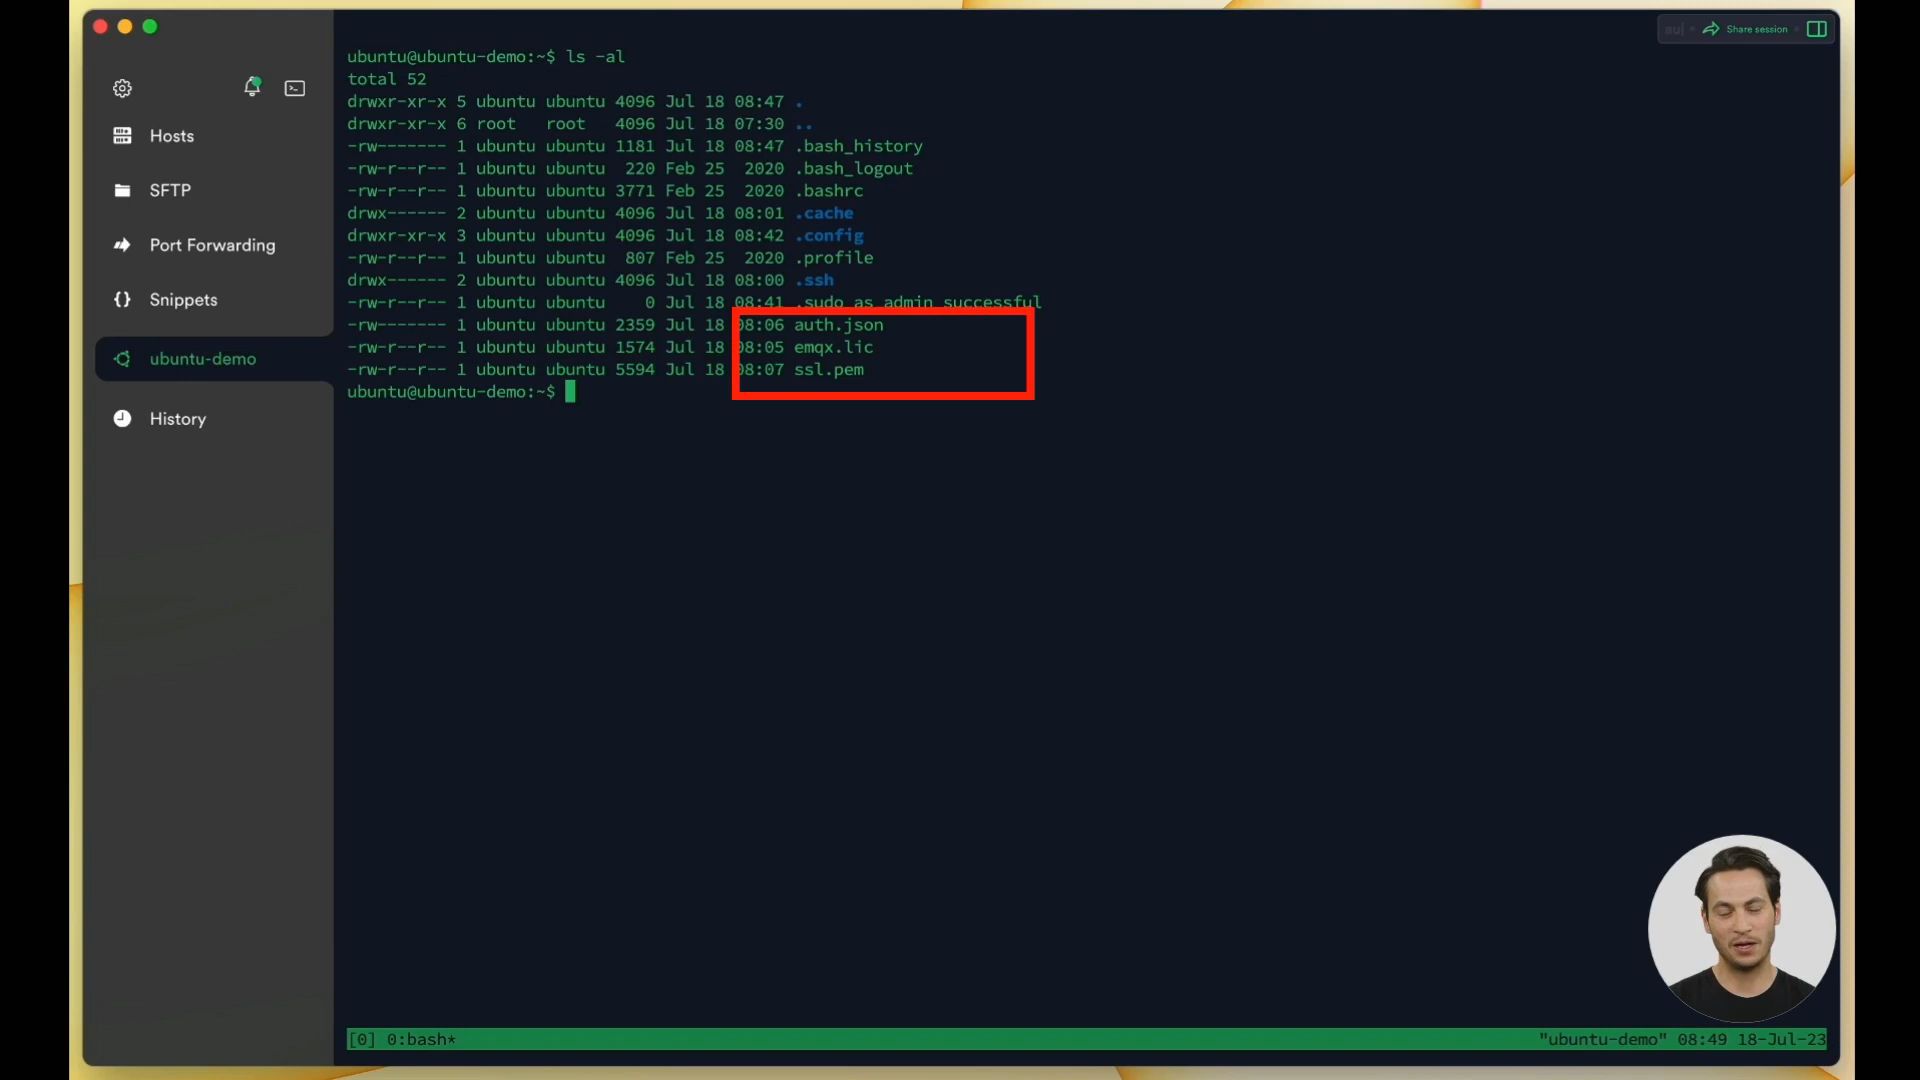 Share session
Hosts
SFTP
Port Forwarding
Snippets
ubuntu-demo
History
ubuntu@ubuntu-demo:~$ ls -al
total 52
drwxr-xr-x 5 ubuntu ubuntu 4096 Jul 18 08:47 .
drwxr-xr-x 6 root   root   4096 Jul 18 07:30 ..
-rw------- 1 ubuntu ubuntu 1181 Jul 18 08:47 .bash_history
-rw-r--r-- 1 ubuntu ubuntu  220 Feb 25  2020 .bash_logout
-rw-r--r-- 1 ubuntu ubuntu 3771 Feb 25  2020 .bashrc
drwx------ 2 ubuntu ubuntu 4096 Jul 18 08:01 .cache
drwxr-xr-x 3 ubuntu ubuntu 4096 Jul 18 08:42 .config
-rw-r--r-- 1 ubuntu ubuntu  807 Feb 25  2020 .profile
drwx------ 2 ubuntu ubuntu 4096 Jul 18 08:00 .ssh
-rw-r--r-- 1 ubuntu ubuntu    0 Jul 18 08:41 .sudo_as_admin_successful
-rw------- 1 ubuntu ubuntu 2359 Jul 18 08:06 auth.json
-rw-r--r-- 1 ubuntu ubuntu 1574 Jul 18 08:05 emqx.lic
-rw-r--r-- 1 ubuntu ubuntu 5594 Jul 18 08:07 ssl.pem
ubuntu@ubuntu-demo:~$
[0] 0:bash*
"ubuntu-demo" 08:49 18-Jul-23